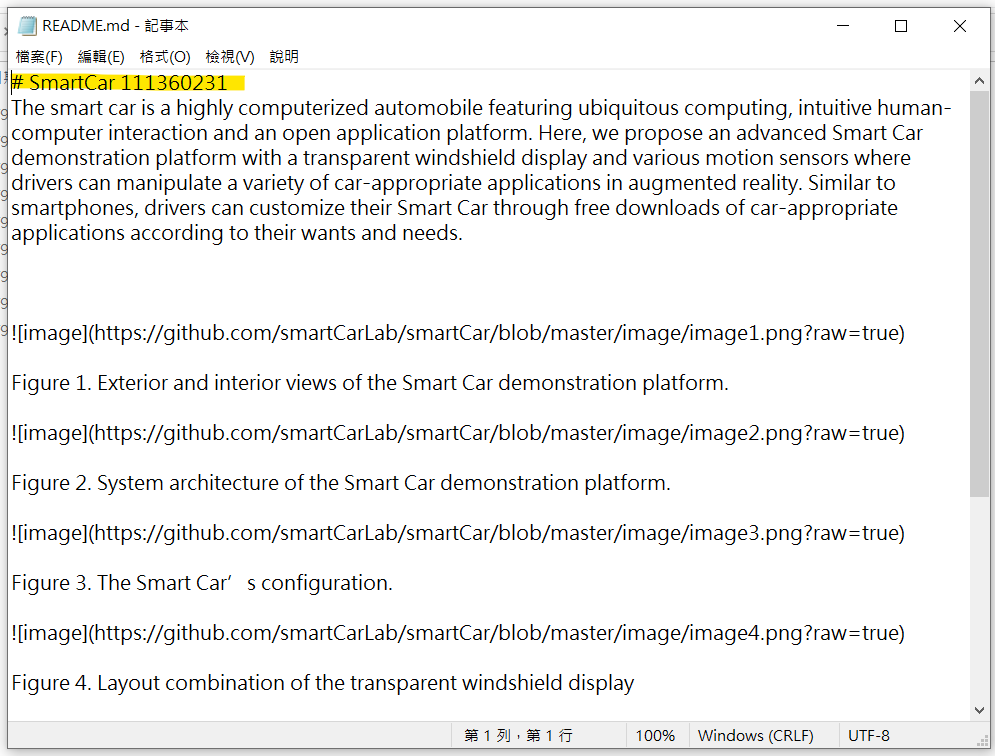 README.md - 記事本
檔案(F) 編輯(E) 格式(O) 檢視(V) 說明
# SmartCar 111360231
The smart car is a highly computerized automobile featuring ubiquitous computing, intuitive human-
computer interaction and an open application platform. Here, we propose an advanced Smart Car
demonstration platform with a transparent windshield display and various motion sensors where
drivers can manipulate a variety of car-appropriate applications in augmented reality. Similar to
smartphones, drivers can customize their Smart Car through free downloads of car-appropriate
applications according to their wants and needs.
![image](https://github.com/smartCarLab/smartCar/blob/master/image/image1.png?raw=true)
Figure 1. Exterior and interior views of the Smart Car demonstration platform.
![image](https://github.com/smartCarLab/smartCar/blob/master/image/image2.png?raw=true)
Figure 2. System architecture of the Smart Car demonstration platform.
![image](https://github.com/smartCarLab/smartCar/blob/master/image/image3.png?raw=true)
Figure 3. The Smart Car’s configuration.
![image](https://github.com/smartCarLab/smartCar/blob/master/image/image4.png?raw=true)
Figure 4. Layout combination of the transparent windshield display
第 1 列，第 1 行 100% Windows (CRLF) UTF-8